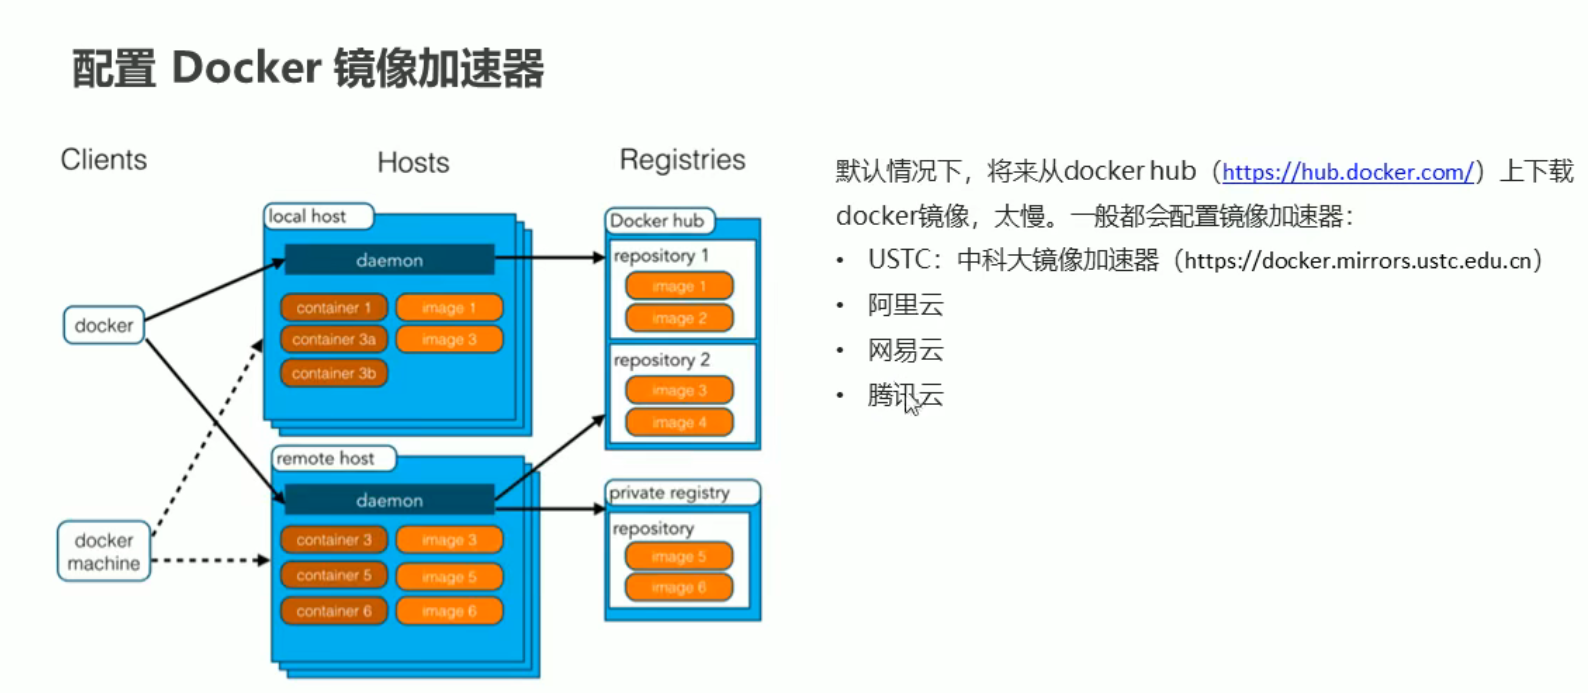 配置 Docker 镜像加速器
Clients
Hosts
Registries
local host
daemon
container 1
image 1
container 3a
image 3
container 3b
remote host
daemon
container 3
image 3
container 5
image 5
container 6
image 6
docker
docker
machine
Docker hub
repository 1
image 1
image 2
repository 2
image 3
image 4
private registry
repository
image 5
image 6
默认情况下，将来从docker hub（https://hub.docker.com/）上下载
docker镜像，太慢。一般都会配置镜像加速器：
• USTC：中科大镜像加速器（https://docker.mirrors.ustc.edu.cn）
• 阿里云
• 网易云
• 腾讯云